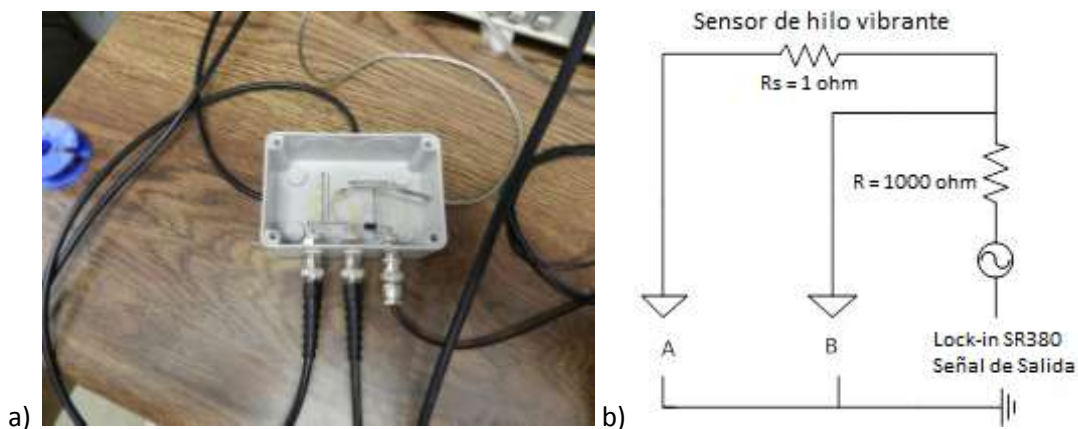 Sensor de hilo vibrante
Rs = 1 ohm
R = 1000 ohm
A
B
Lock-in SR380
Señal de Salida
a)
b)